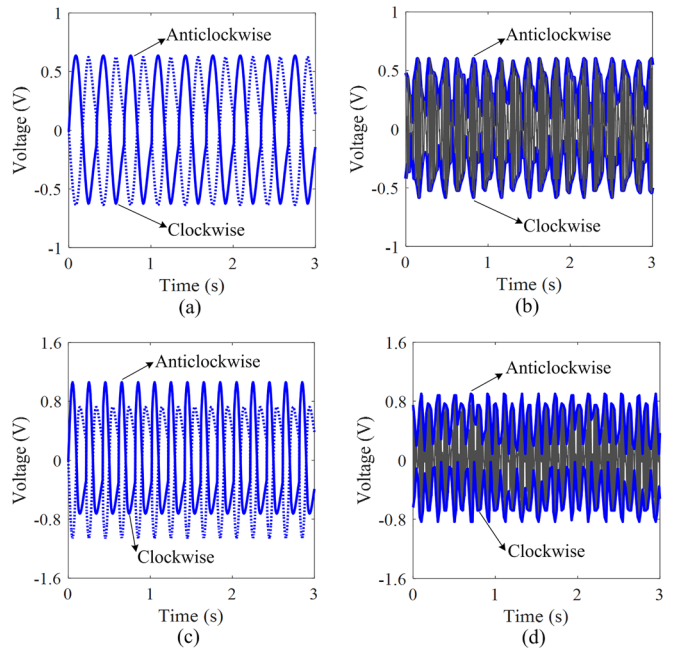 1
Anticlockwise
0.5
Voltage (V)
0
-0.5
Clockwise
-1
0
1
2
3
Time (s)
(a)
1
Anticlockwise
0.5
Voltage (V)
0
-0.5
Clockwise
-1
0
1
2
3
Time (s)
(b)
1.6
Anticlockwise
0.8
Voltage (V)
0
-0.8
Clockwise
-1.6
0
1
2
3
Time (s)
(c)
1.6
Anticlockwise
0.8
Voltage (V)
0
-0.8
Clockwise
-1.6
0
1
2
3
Time (s)
(d)